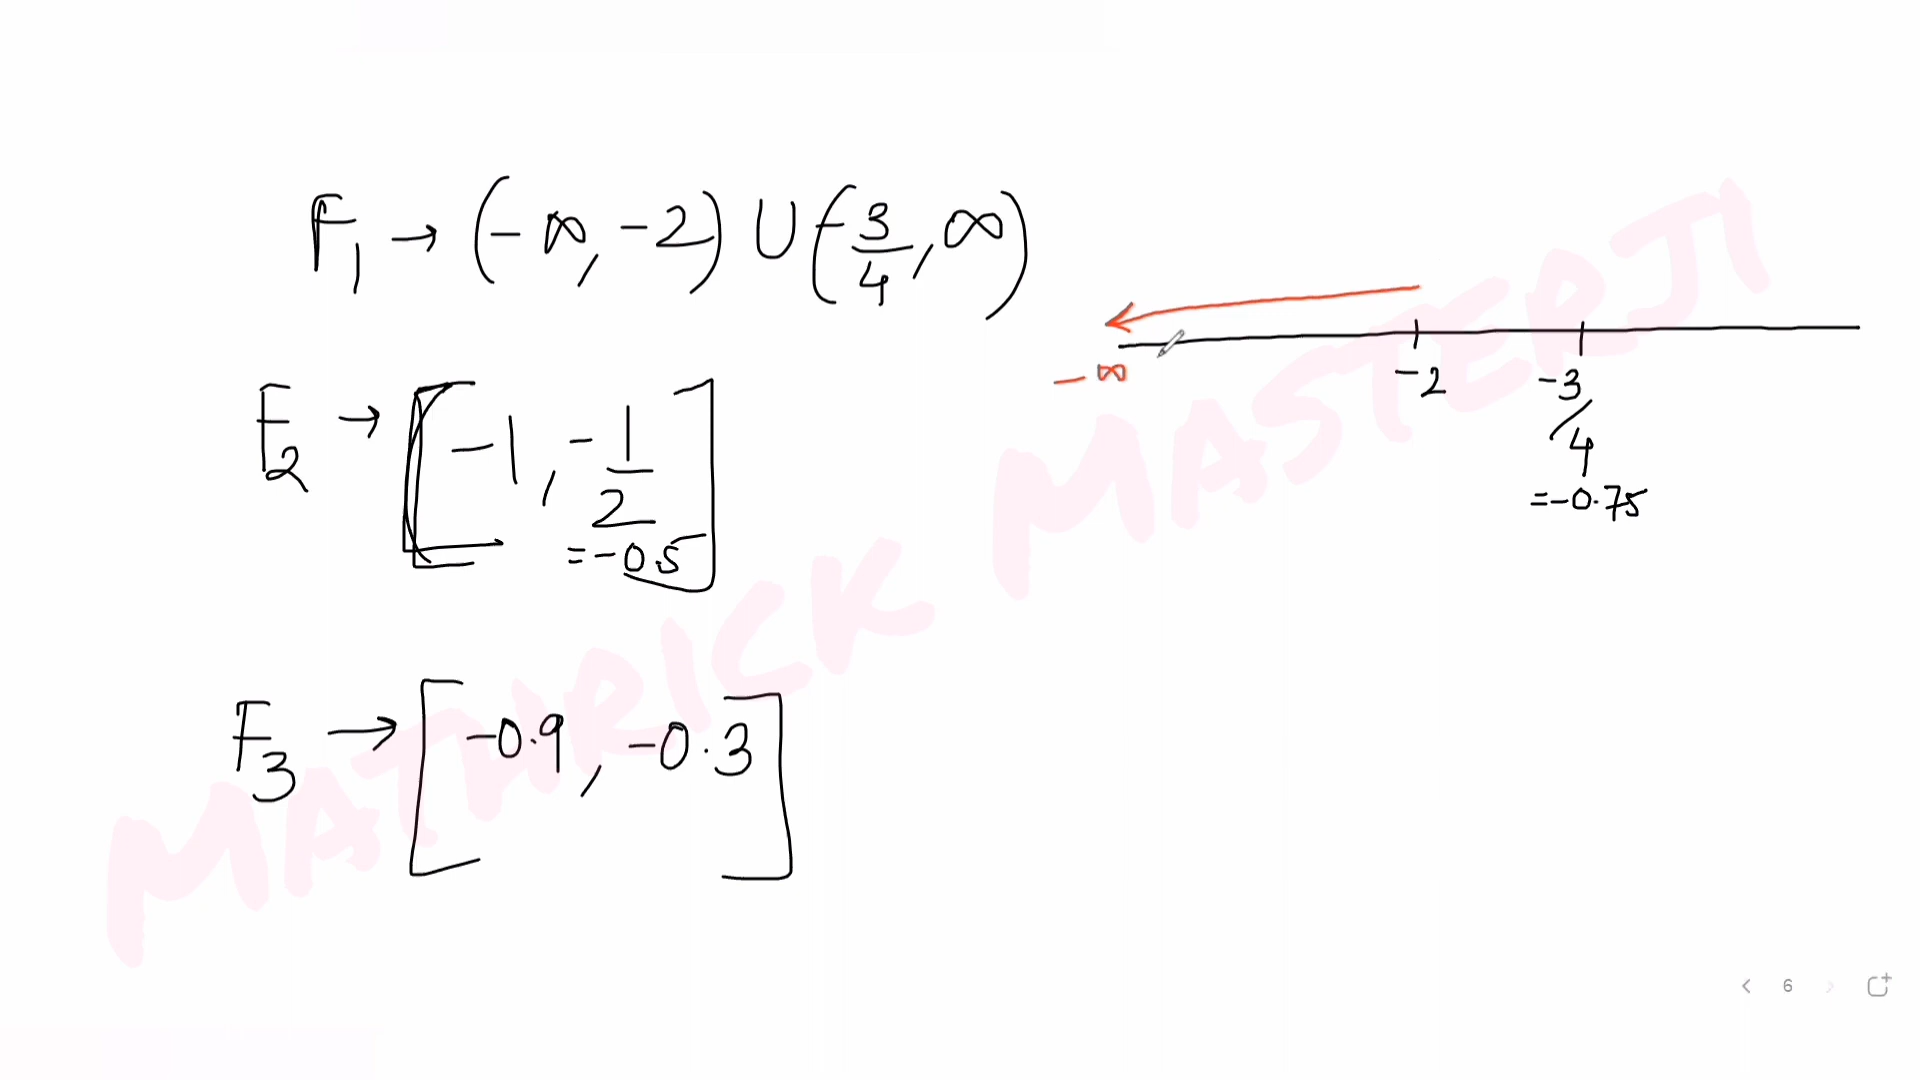 F₁ → (-∞, -2) ∪ (-3/4, ∞)
-∞
-2
-3/4
=-0.75
F₂ → [-1, -1/2]
=-0.5
F₃ → [-0.9, -0.3]
MATHRICK MASTERJI
< 6 >